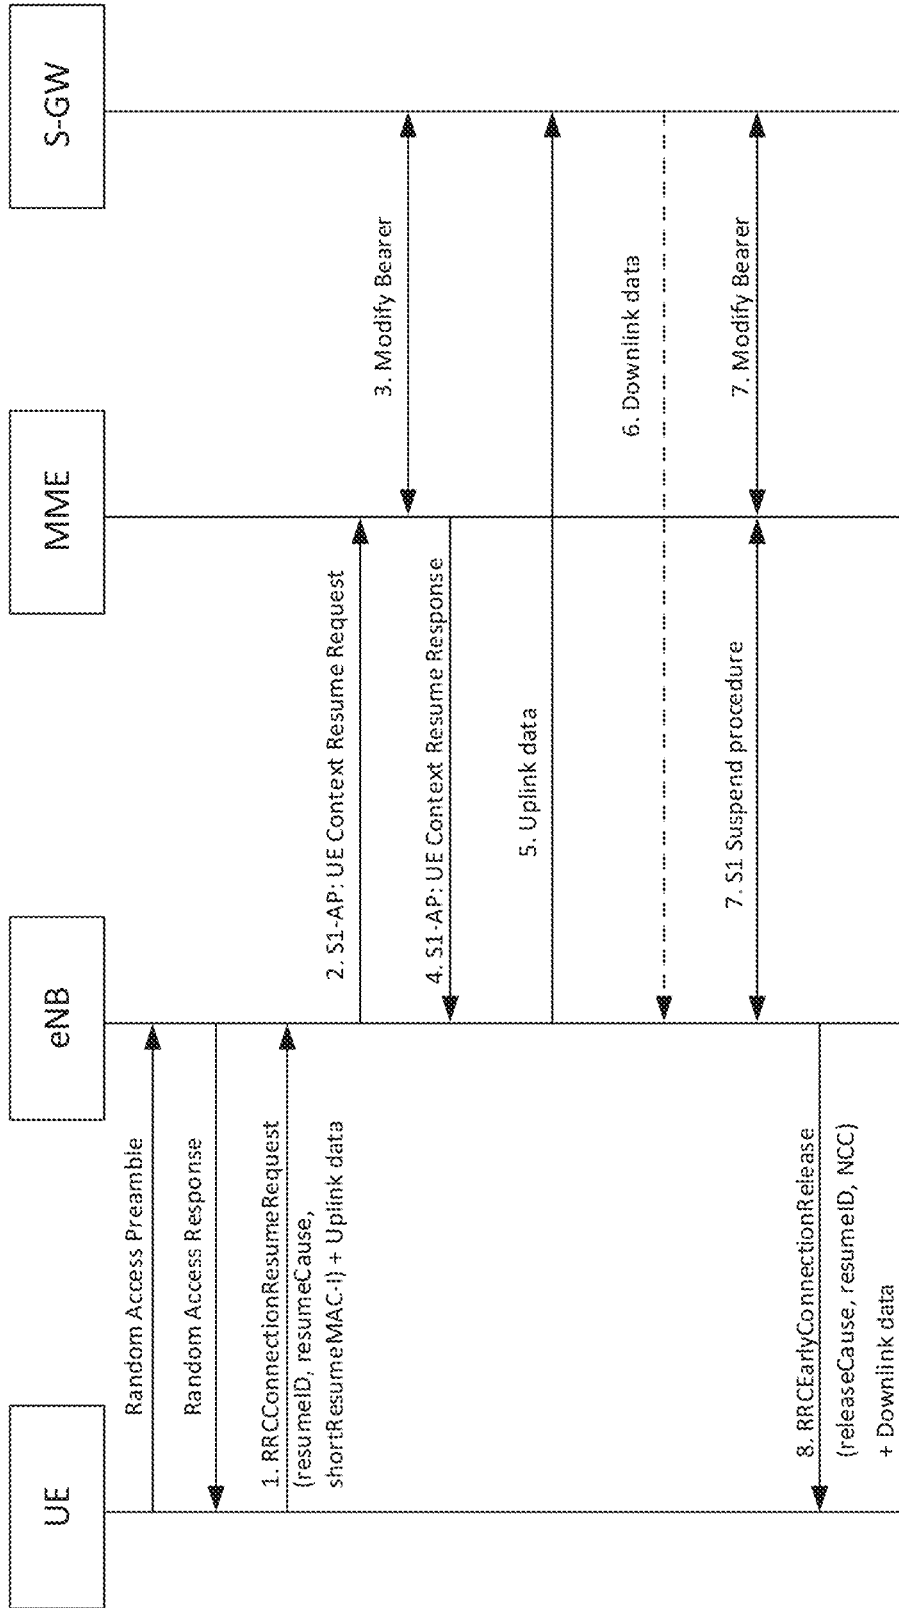 UE
eNB
MME
S-GW
Random Access Preamble
Random Access Response
1. RRCConnectionResumeRequest
(resumeID, resumeCause,
shortResumeMAC-I) + Uplink data
2. S1-AP: UE Context Resume Request
3. Modify Bearer
4. S1-AP: UE Context Resume Response
5. Uplink data
6. Downlink data
7. S1 Suspend procedure
7. Modify Bearer
8. RRCEarlyConnectionRelease
(releaseCause, resumeID, NCC)
+ Downlink data